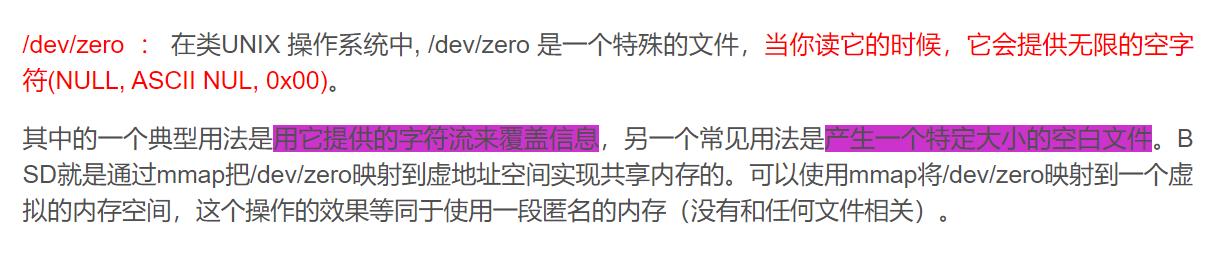 /dev/zero ： 在类UNIX 操作系统中, /dev/zero 是一个特殊的文件，当你读它的时候，它会提供无限的空字
符(NULL, ASCII NUL, 0x00)。
其中的一个典型用法是用它提供的字符流来覆盖信息，另一个常见用法是产生一个特定大小的空白文件。B
SD就是通过mmap把/dev/zero映射到虚地址空间实现共享内存的。可以使用mmap将/dev/zero映射到一个虚
拟的内存空间，这个操作的效果等同于使用一段匿名的内存（没有和任何文件相关）。